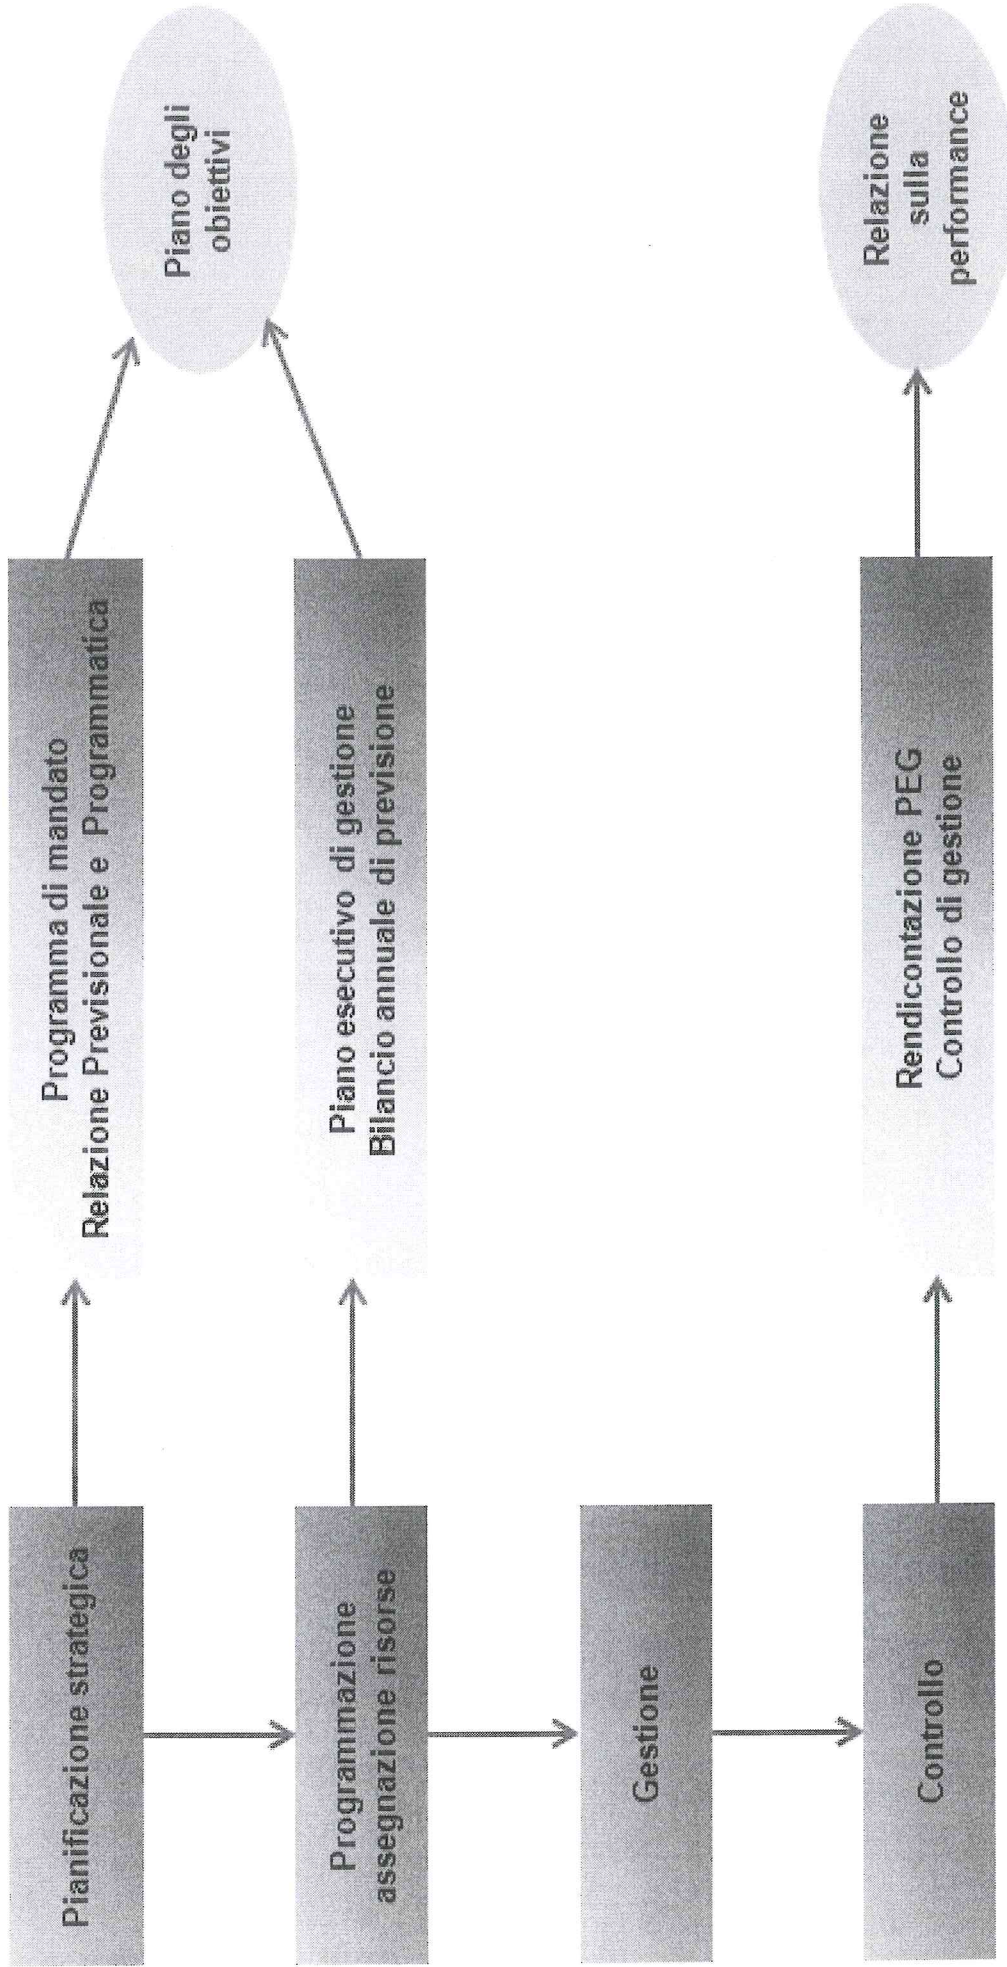 Pianificazione strategica
Programma di mandato
Relazione Previsionale e Programmatica
Piano degli
obiettivi
Programmazione
assegnazione risorse
Piano esecutivo di gestione
Bilancio annuale di previsione
Gestione
Controllo
Rendicontazione PEG
Controllo di gestione
Relazione
sulla
performance